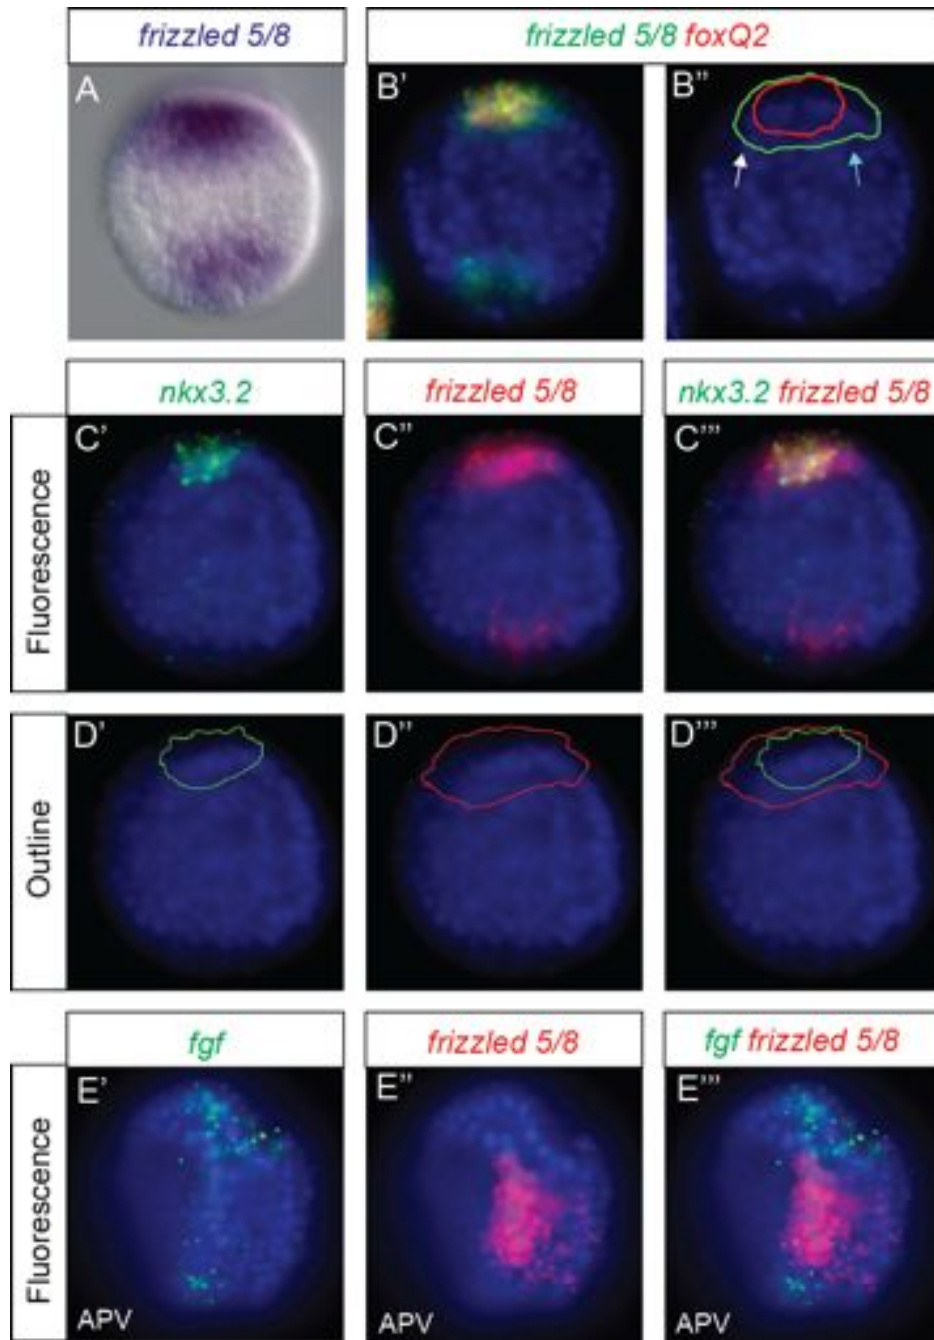 frizzled 5/8
frizzled 5/8 foxQ2
A
B'
B"
nkx3.2
frizzled 5/8
nkx3.2 frizzled 5/8
Fluorescence
C'
C"
C'"
Outline
D'
D"
D'"
fgf
frizzled 5/8
fgf frizzled 5/8
Fluorescence
E'
E"
E'"
APV
APV
APV